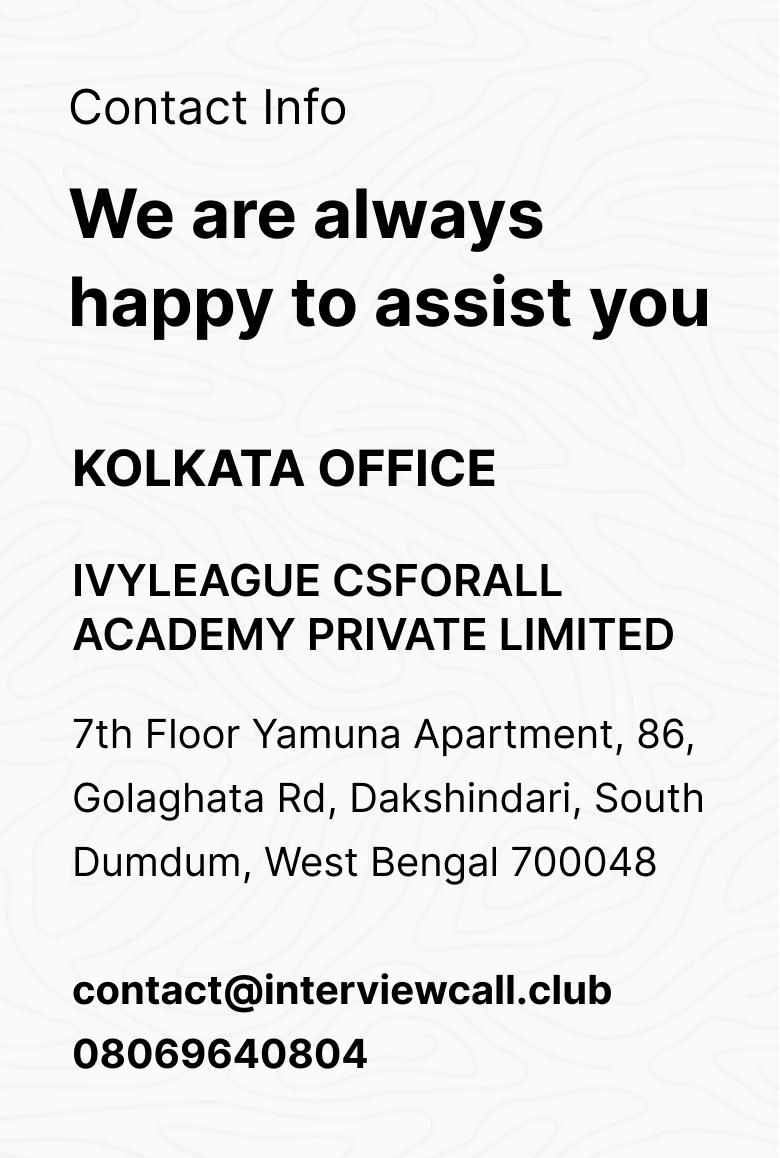 Contact Info
We are always
happy to assist you
KOLKATA OFFICE
IVYLEAGUE CSFORALL
ACADEMY PRIVATE LIMITED
7th Floor Yamuna Apartment, 86,
Golaghata Rd, Dakshindari, South
Dumdum, West Bengal 700048
contact@interviewcall.club
08069640804